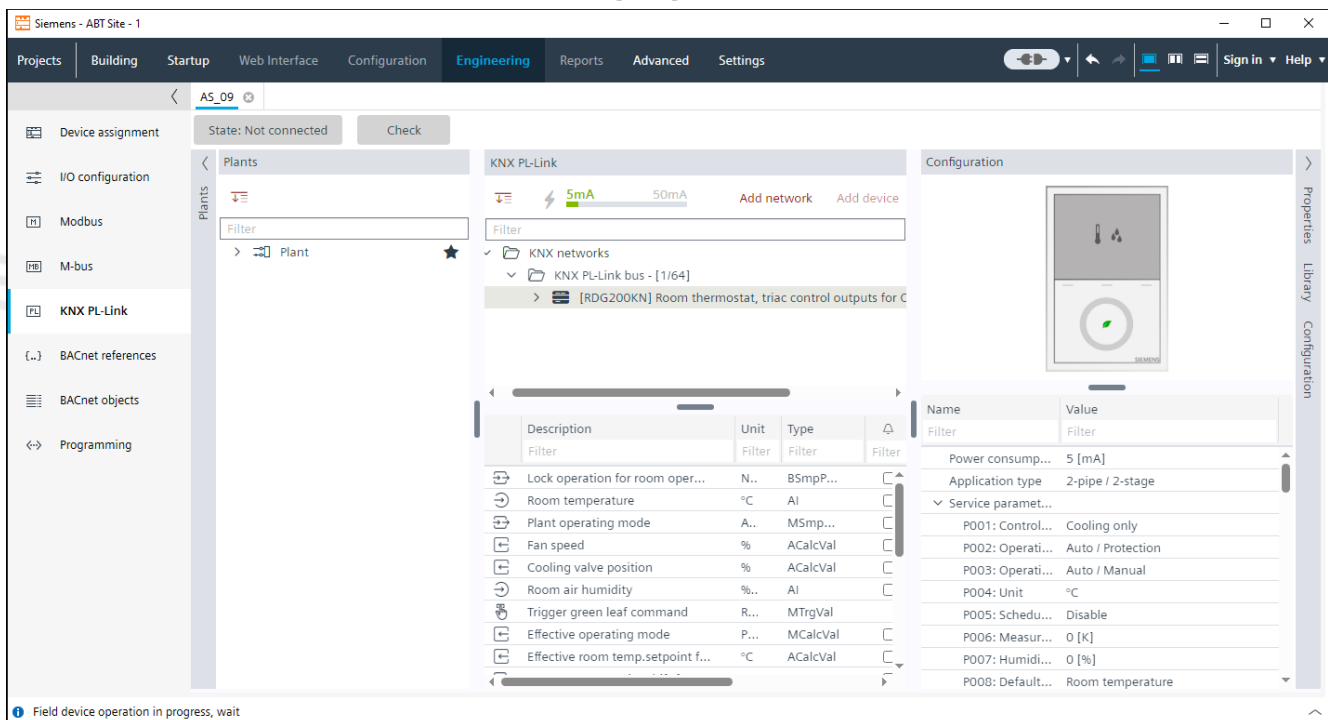 Siemens - ABT Site - 1
Projects Building Startup Web Interface Configuration Engineering Reports Advanced Settings Sign in Help
AS_09
Device assignment
I/O configuration
Modbus
M-bus
KNX PL-Link
BACnet references
BACnet objects
Programming
State: Not connected Check
Plants
Plants
Filter
Plant
KNX PL-Link
5mA 50mA Add network Add device
Filter
KNX networks
KNX PL-Link bus - [1/64]
[RDG200KN] Room thermostat, triac control outputs for C
Description Unit Type
Filter Filter Filter Filter
Lock operation for room oper... N.. BSmpP...
Room temperature °C AI
Plant operating mode A.. MSmp...
Fan speed % ACalcVal
Cooling valve position % ACalcVal
Room air humidity %.. AI
Trigger green leaf command R... MTrgVal
Effective operating mode P... MCalcVal
Effective room temp.setpoint f... °C ACalcVal
Configuration
SIEMENS
Name Value
Filter Filter
Power consump... 5 [mA]
Application type 2-pipe / 2-stage
Service paramet...
P001: Control... Cooling only
P002: Operati... Auto / Protection
P003: Operati... Auto / Manual
P004: Unit °C
P005: Schedu... Disable
P006: Measur... 0 [K]
P007: Humidi... 0 [%]
P008: Default... Room temperature
Properties
Library
Configuration
Field device operation in progress, wait